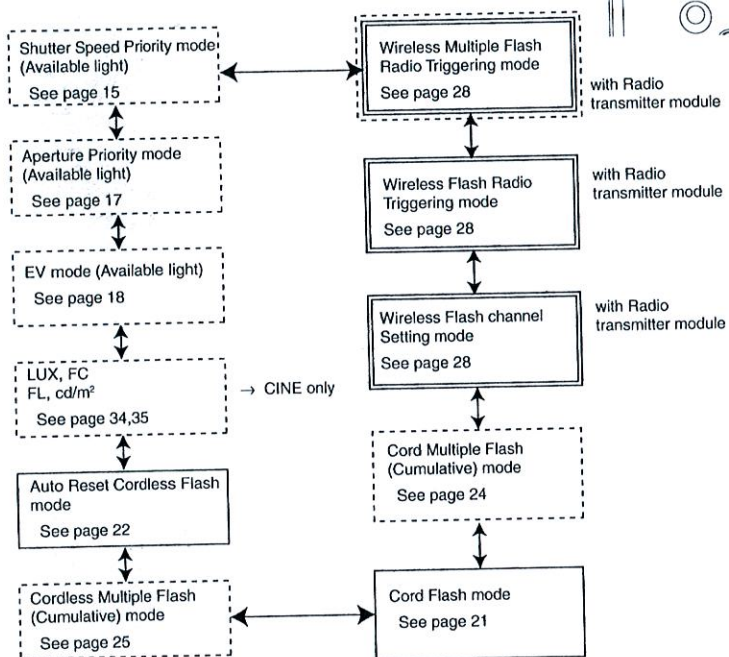 Shutter Speed Priority mode
(Available light)
See page 15
Aperture Priority mode
(Available light)
See page 17
EV mode (Available light)
See page 18
LUX, FC
FL, cd/m²
See page 34,35
→ CINE only
Auto Reset Cordless Flash
mode
See page 22
Cordless Multiple Flash
(Cumulative) mode
See page 25
Wireless Multiple Flash
Radio Triggering mode
See page 28
with Radio
transmitter module
Wireless Flash Radio
Triggering mode
See page 28
with Radio
transmitter module
Wireless Flash channel
Setting mode
See page 28
with Radio
transmitter module
Cord Multiple Flash
(Cumulative) mode
See page 24
Cord Flash mode
See page 21